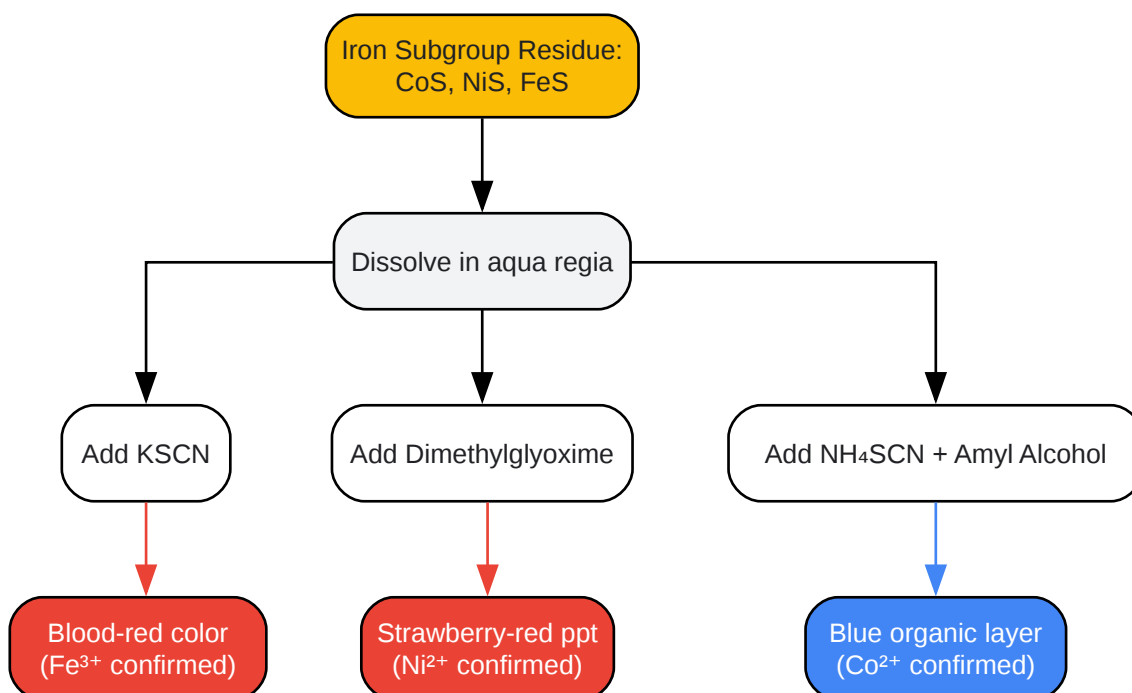 Iron Subgroup Residue:
CoS, NiS, FeS
Dissolve in aqua regia
Add KSCN
Add Dimethylglyoxime
Add NH₄SCN + Amyl Alcohol
Blood-red color
(Fe³⁺ confirmed)
Strawberry-red ppt
(Ni²⁺ confirmed)
Blue organic layer
(Co²⁺ confirmed)